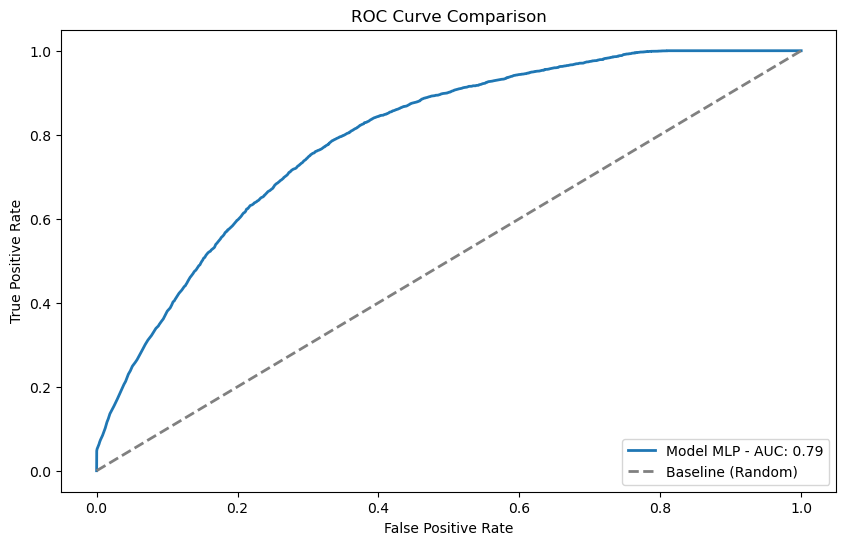 ROC Curve Comparison
True Positive Rate
1.0
0.8
0.6
0.4
0.2
0.0
Model MLP - AUC: 0.79
Baseline (Random)
0.0 0.2 0.4 0.6 0.8 1.0
False Positive Rate